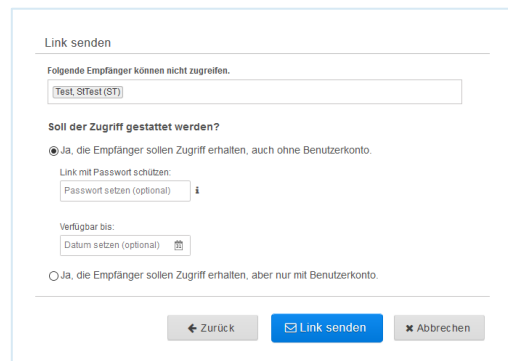 Link senden
Folgende Empfänger können nicht zugreifen.
Test, StTest (ST)
Soll der Zugriff gestattet werden?
Ja, die Empfänger sollen Zugriff erhalten, auch ohne Benutzerkonto.
Link mit Passwort schützen:
Passwort setzen (optional)
Verfügbar bis:
Datum setzen (optional)
Ja, die Empfänger sollen Zugriff erhalten, aber nur mit Benutzerkonto.
Zurück Link senden Abbrechen